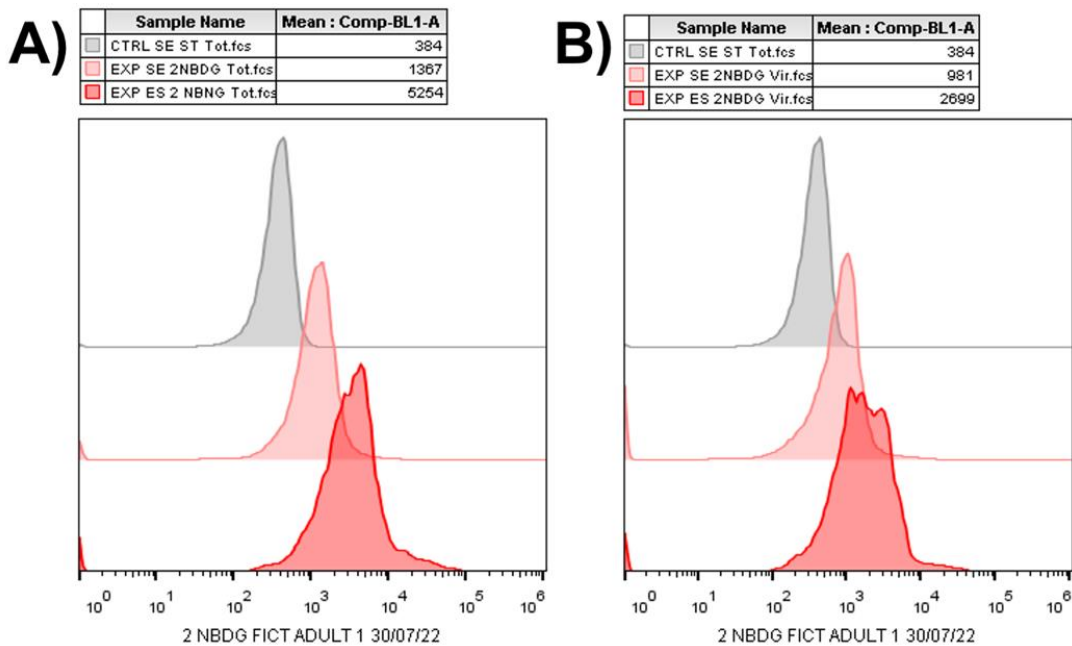 A)
Sample Name Mean : Comp-BL1-A
CTRL SE ST Tot.fcs 384
EXP SE 2NBDG Tot.fcs 1367
EXP ES 2 NBNG Tot.fcs 5254
10^0 10^1 10^2 10^3 10^4 10^5 10^6
2 NBDG FICT ADULT 1 30/07/22
B)
Sample Name Mean : Comp-BL1-A
CTRL SE ST Tot.fcs 384
EXP SE 2NBDG Vir.fcs 981
EXP ES 2NBDG Vir.fcs 2699
10^0 10^1 10^2 10^3 10^4 10^5 10^6
2 NBDG FICT ADULT 1 30/07/22